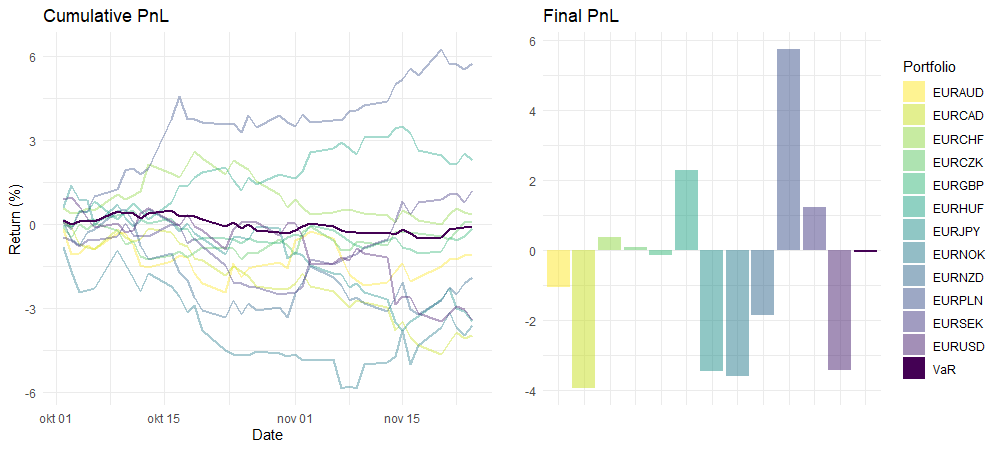 Cumulative PnL
Return (%)
6
3
0
-3
-6
okt 01
okt 15
nov 01
nov 15
Date
Final PnL
6
4
2
0
-2
-4
Portfolio
EURAUD
EURCAD
EURCHF
EURCZK
EURGBP
EURHUF
EURJPY
EURNOK
EURNZD
EURPLN
EURSEK
EURUSD
VaR